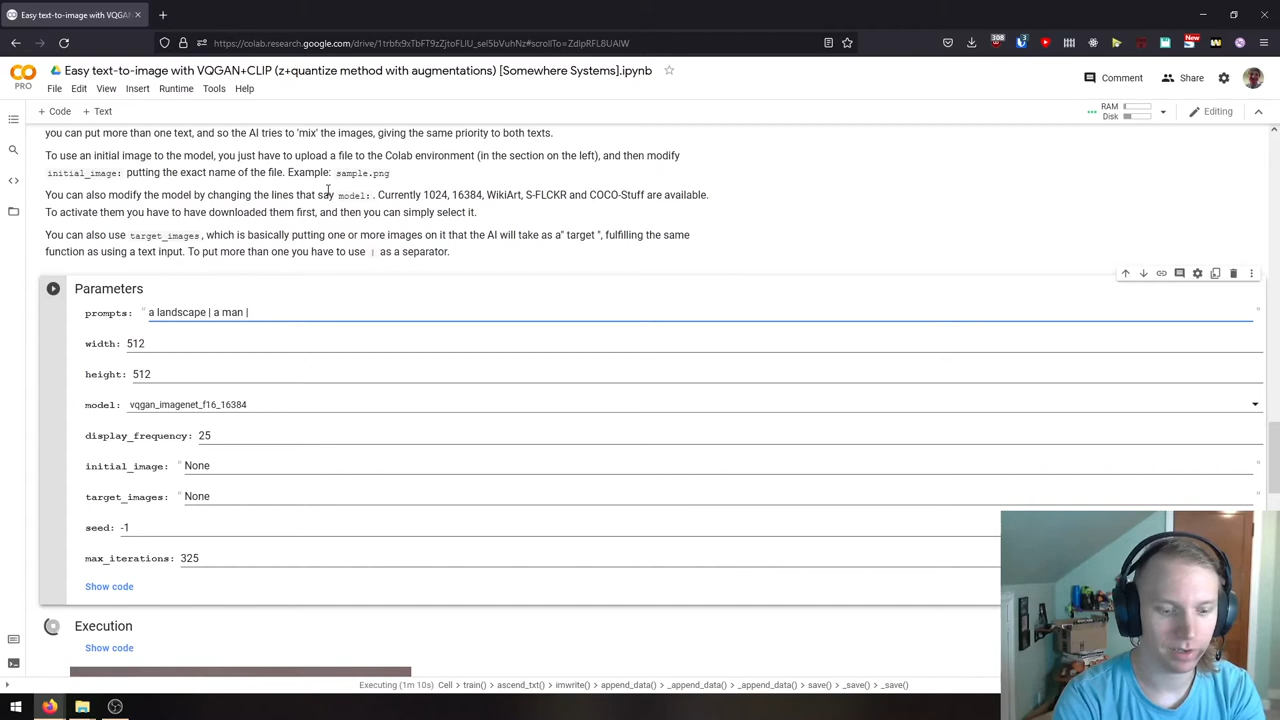 Easy text-to-image with VQGAN
https://colab.research.google.com/drive/1trbfx9xTbFT9zZjtoFLlU_sel5bVuhNz#scrollTo=ZdlpRFL8UAlW
308
New
CO
PRO
Easy text-to-image with VQGAN+CLIP (z+quantize method with augmentations) [Somewhere Systems].ipynb
Comment
Share
File Edit View Insert Runtime Tools Help
+ Code + Text
RAM
Disk
Editing
you can put more than one text, and so the AI tries to 'mix' the images, giving the same priority to both texts.
To use an initial image to the model, you just have to upload a file to the Colab environment (in the section on the left), and then modify
initial_image: putting the exact name of the file. Example: sample.png
You can also modify the model by changing the lines that say model:. Currently 1024, 16384, WikiArt, S-FLCKR and COCO-Stuff are available.
To activate them you have to have downloaded them first, and then you can simply select it.
You can also use target_images, which is basically putting one or more images on it that the AI will take as a" target ", fulfilling the same
function as using a text input. To put more than one you have to use | as a separator.
Parameters
prompts: " a landscape | a man | "
width: 512
height: 512
model: vqgan_imagenet_f16_16384
display_frequency: 25
initial_image: " None "
target_images: " None "
seed: -1
max_iterations: 325
Show code
Execution
Show code
Executing (1m 10s) Cell > train() > ascend_txt() > imwrite() > append_data() > _append_data() > _append_data() > save() > _save() > _save()